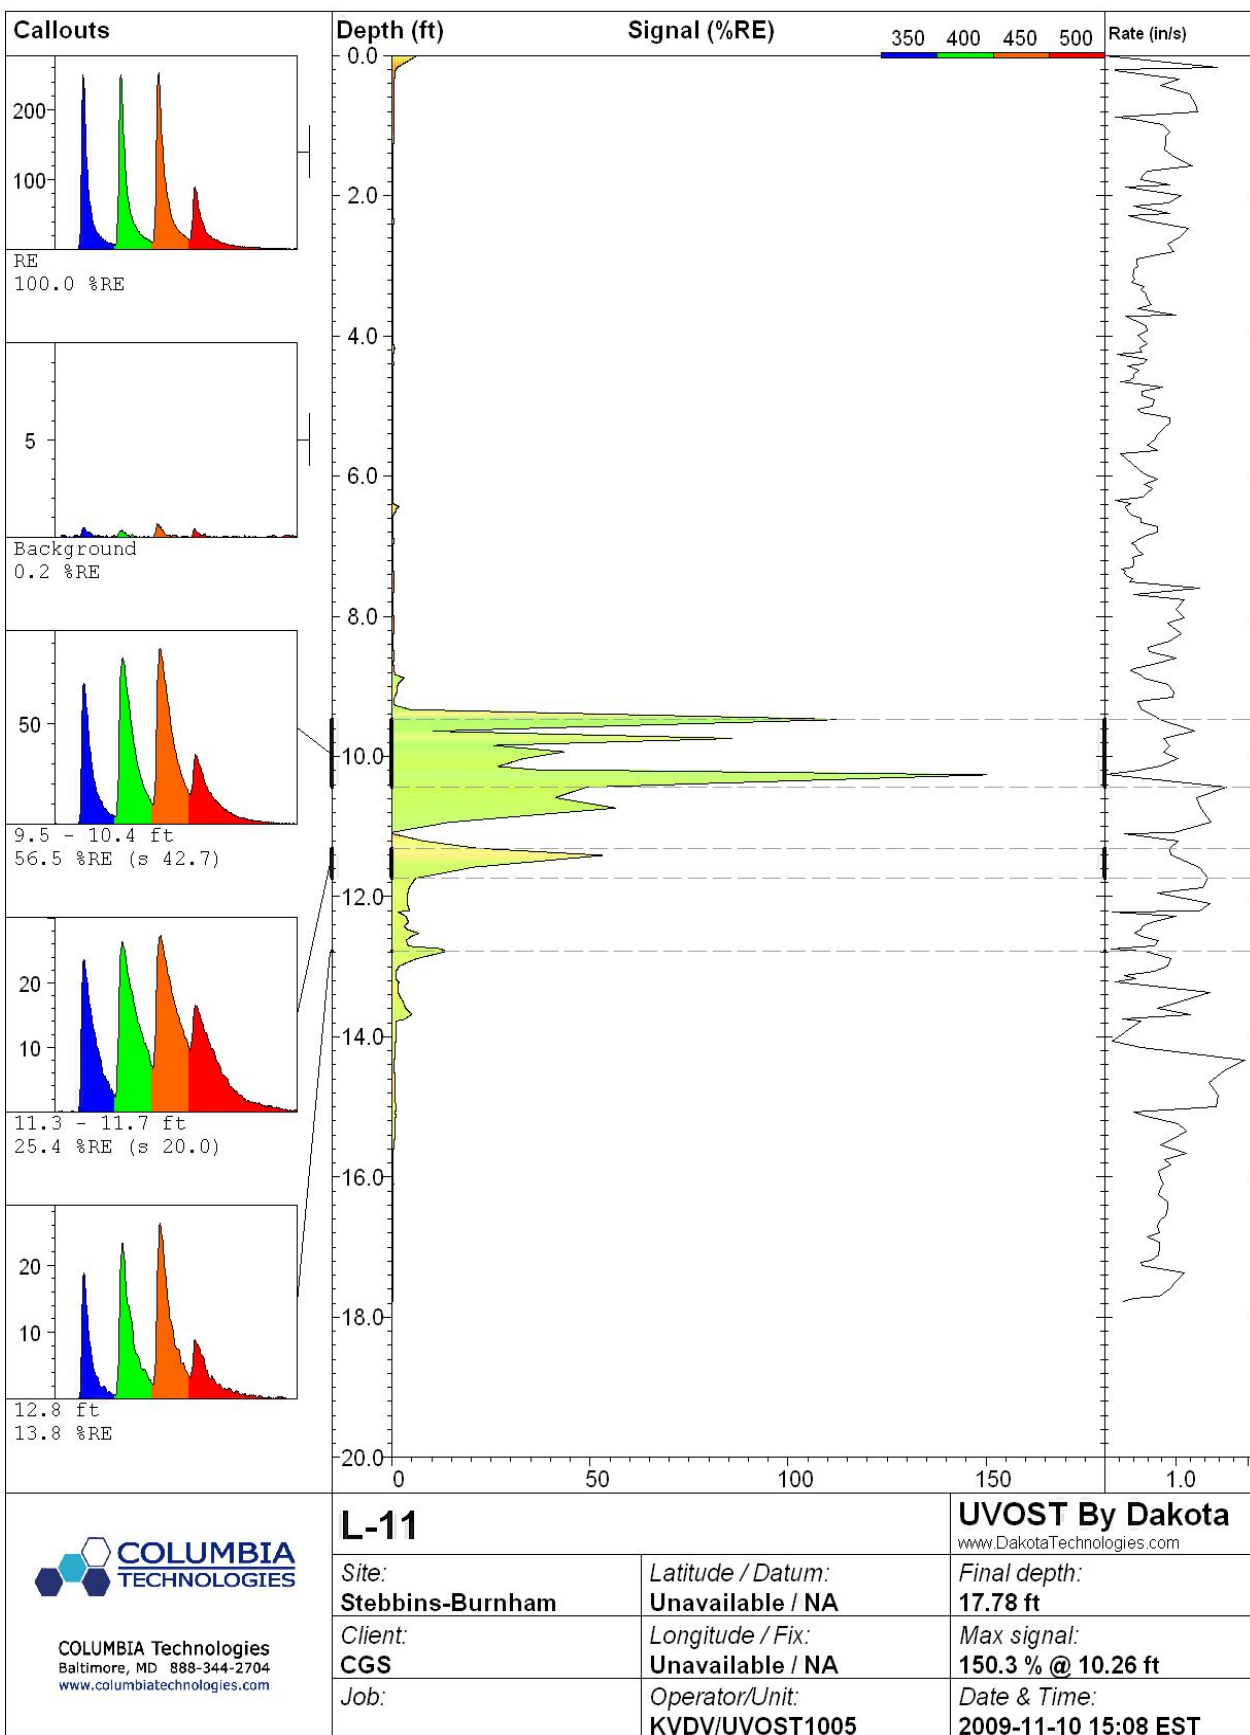 Callouts
Depth (ft)
Signal (%RE)
350 400 450 500
Rate (in/s)
200
100
RE
100.0 %RE
5
Background
0.2 %RE
50
9.5 - 10.4 ft
56.5 %RE (s 42.7)
20
10
11.3 - 11.7 ft
25.4 %RE (s 20.0)
20
10
12.8 ft
13.8 %RE
0.0
2.0
4.0
6.0
8.0
10.0
12.0
14.0
16.0
18.0
20.0
0 50 100 150
1.0
COLUMBIA
TECHNOLOGIES
COLUMBIA Technologies
Baltimore, MD 888-344-2704
www.columbiatechnologies.com
L-11
UVOST By Dakota
www.DakotaTechnologies.com
Site:
Stebbins-Burnham
Latitude / Datum:
Unavailable / NA
Final depth:
17.78 ft
Client:
CGS
Longitude / Fix:
Unavailable / NA
Max signal:
150.3 % @ 10.26 ft
Job:
Operator/Unit:
KVDV/UVOST1005
Date & Time:
2009-11-10 15:08 EST